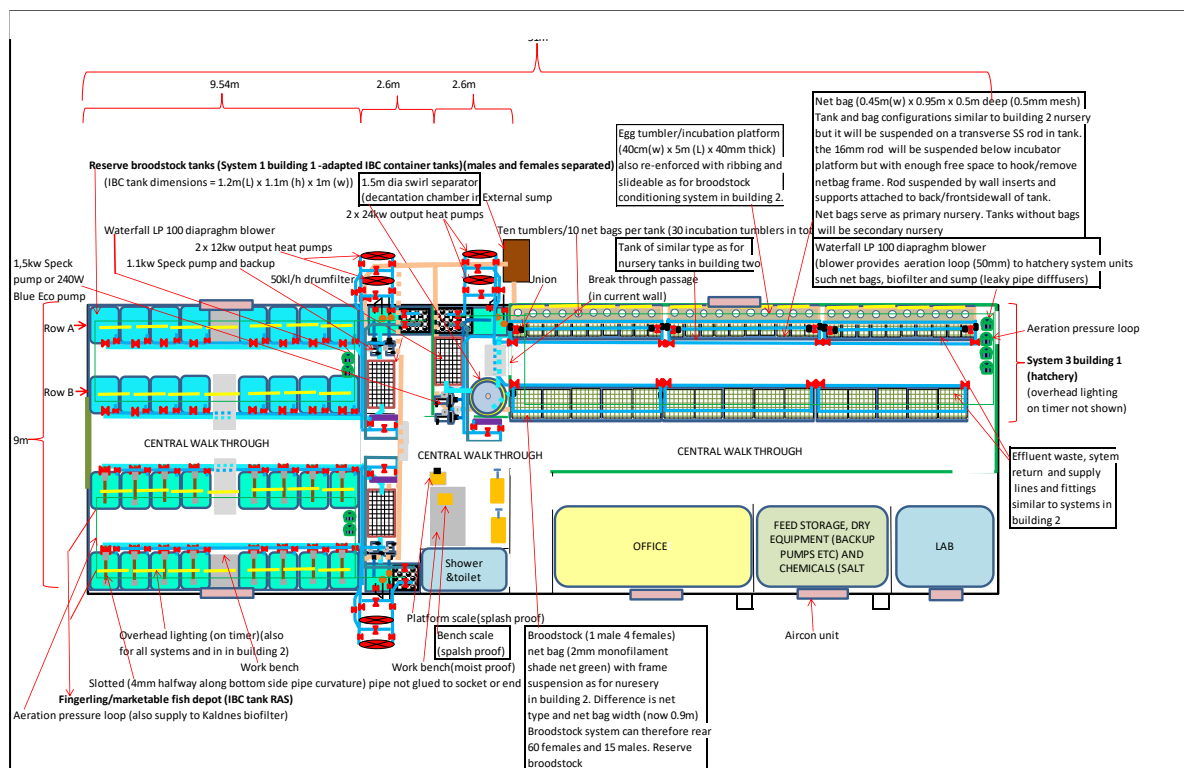 9.54m
2.6m
2.6m
Reserve broodstock tanks (System 1 building 1 -adapted IBC container tanks)(males and females separated)
(IBC tank dimensions = 1.2m(L) x 1.1m (h) x 1m (w))
1.5m dia swirl separator
(decantation chamber in
External sump
2 x 24kw output heat pumps
Waterfall LP 100 diapraghm blower
2 x 12kw output heat pumps
1.1kw Speck pump and backup
50kl/h drumfilter
1,5kw Speck
pump or 240W
Blue Eco pump
Egg tumbler/incubation platform
(40cm(w) x 5m (L) x 40mm thick)
also re-enforced with ribbing and
slideable as for broodstock
conditioning system in building 2.
Ten tumblers/10 net bags per tank (30 incubation tumblers in tot
Tank of similar type as for
nursery tanks in building two
Union
Break through passage
(in current wall)
Net bag (0.45m(w) x 0.95m x 0.5m deep (0.5mm mesh)
Tank and bag configurations similar to building 2 nursery
but it will be suspended on a transverse SS rod in tank.
the 16mm rod will be suspended below incubator
platform but with enough free space to hook/remove
netbag frame. Rod suspended by wall inserts and
supports attached to back/frontsidewall of tank.
Net bags serve as primary nursery. Tanks without bags
will be secondary nursery
Waterfall LP 100 diaphragm blower
(blower provides aeration loop (50mm) to hatchery system units
such net bags, biofilter and sump (leaky pipe difffusers)
Row A
Row B
9m
Aeration pressure loop
System 3 building 1
(hatchery)
(overhead lighting
on timer not shown)
CENTRAL WALK THROUGH
CENTRAL WALK THROUGH
CENTRAL WALK THROUGH
Effluent waste, sytem
return and supply
lines and fittings
similar to systems in
building 2
OFFICE
FEED STORAGE, DRY
EQUIPMENT (BACKUP
PUMPS ETC) AND
CHEMICALS (SALT
LAB
Shower
&toilet
Platform scale(splash proof)
Bench scale
(spalsh proof)
Work bench(moist proof)
Aircon unit
Overhead lighting (on timer)(also
for all systems and in in building 2)
Work bench
Slotted (4mm halfway along bottom side pipe curvature) pipe not glued to socket or end
Fingerling/marketable fish depot (IBC tank RAS)
Aeration pressure loop (also supply to Kaldnes biofilter)
Broodstock (1 male 4 females)
net bag (2mm monofilament
shade net green) with frame
suspension as for nuresery
in building 2. Difference is net
type and net bag width (now 0.9m)
Broodstock system can therefore rear
60 females and 15 males. Reserve
broodstock